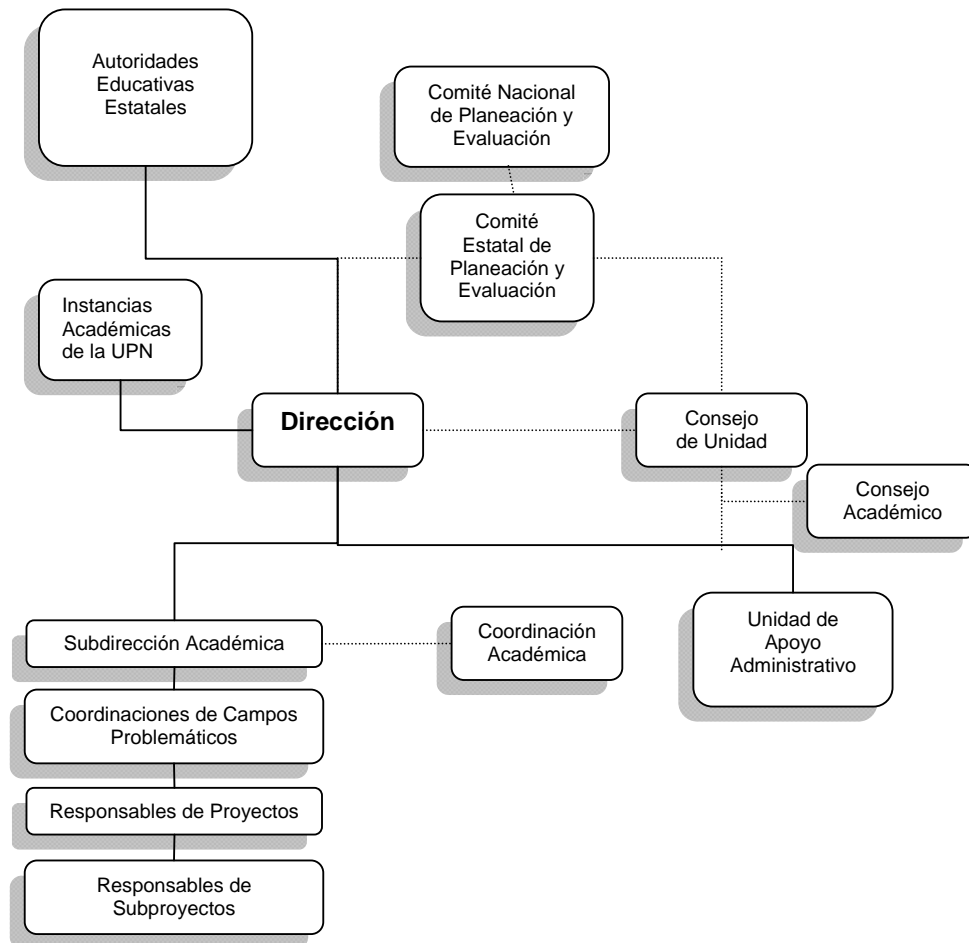 Autoridades
Educativas
Estatales
Comité Nacional
de Planeación y
Evaluación
Comité
Estatal de
Planeación y
Evaluación
Instancias
Académicas
de la UPN
Dirección
Consejo
de Unidad
Consejo
Académico
Subdirección Académica
Coordinación
Académica
Unidad de
Apoyo
Administrativo
Coordinaciones de Campos
Problemáticos
Responsables de Proyectos
Responsables de
Subproyectos